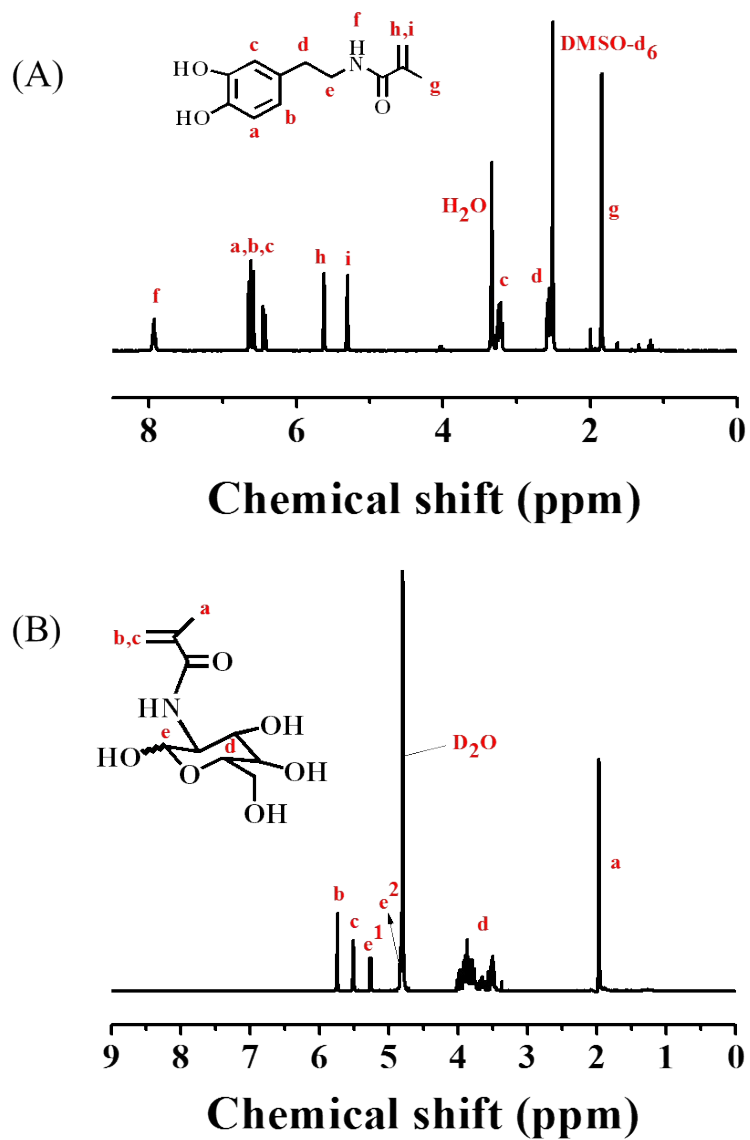 (A)
f
h,i
c
d
H
N
HO
HO
e
O
g
b
a
DMSO-d6
H2O
a,b,c
h
i
c
d
g
f
8 6 4 2 0
Chemical shift (ppm)
(B)
a
b,c
O
HN
e
d
OH
HO
O
OH
OH
D2O
b
c
e1
e2
d
a
9 8 7 6 5 4 3 2 1 0
Chemical shift (ppm)